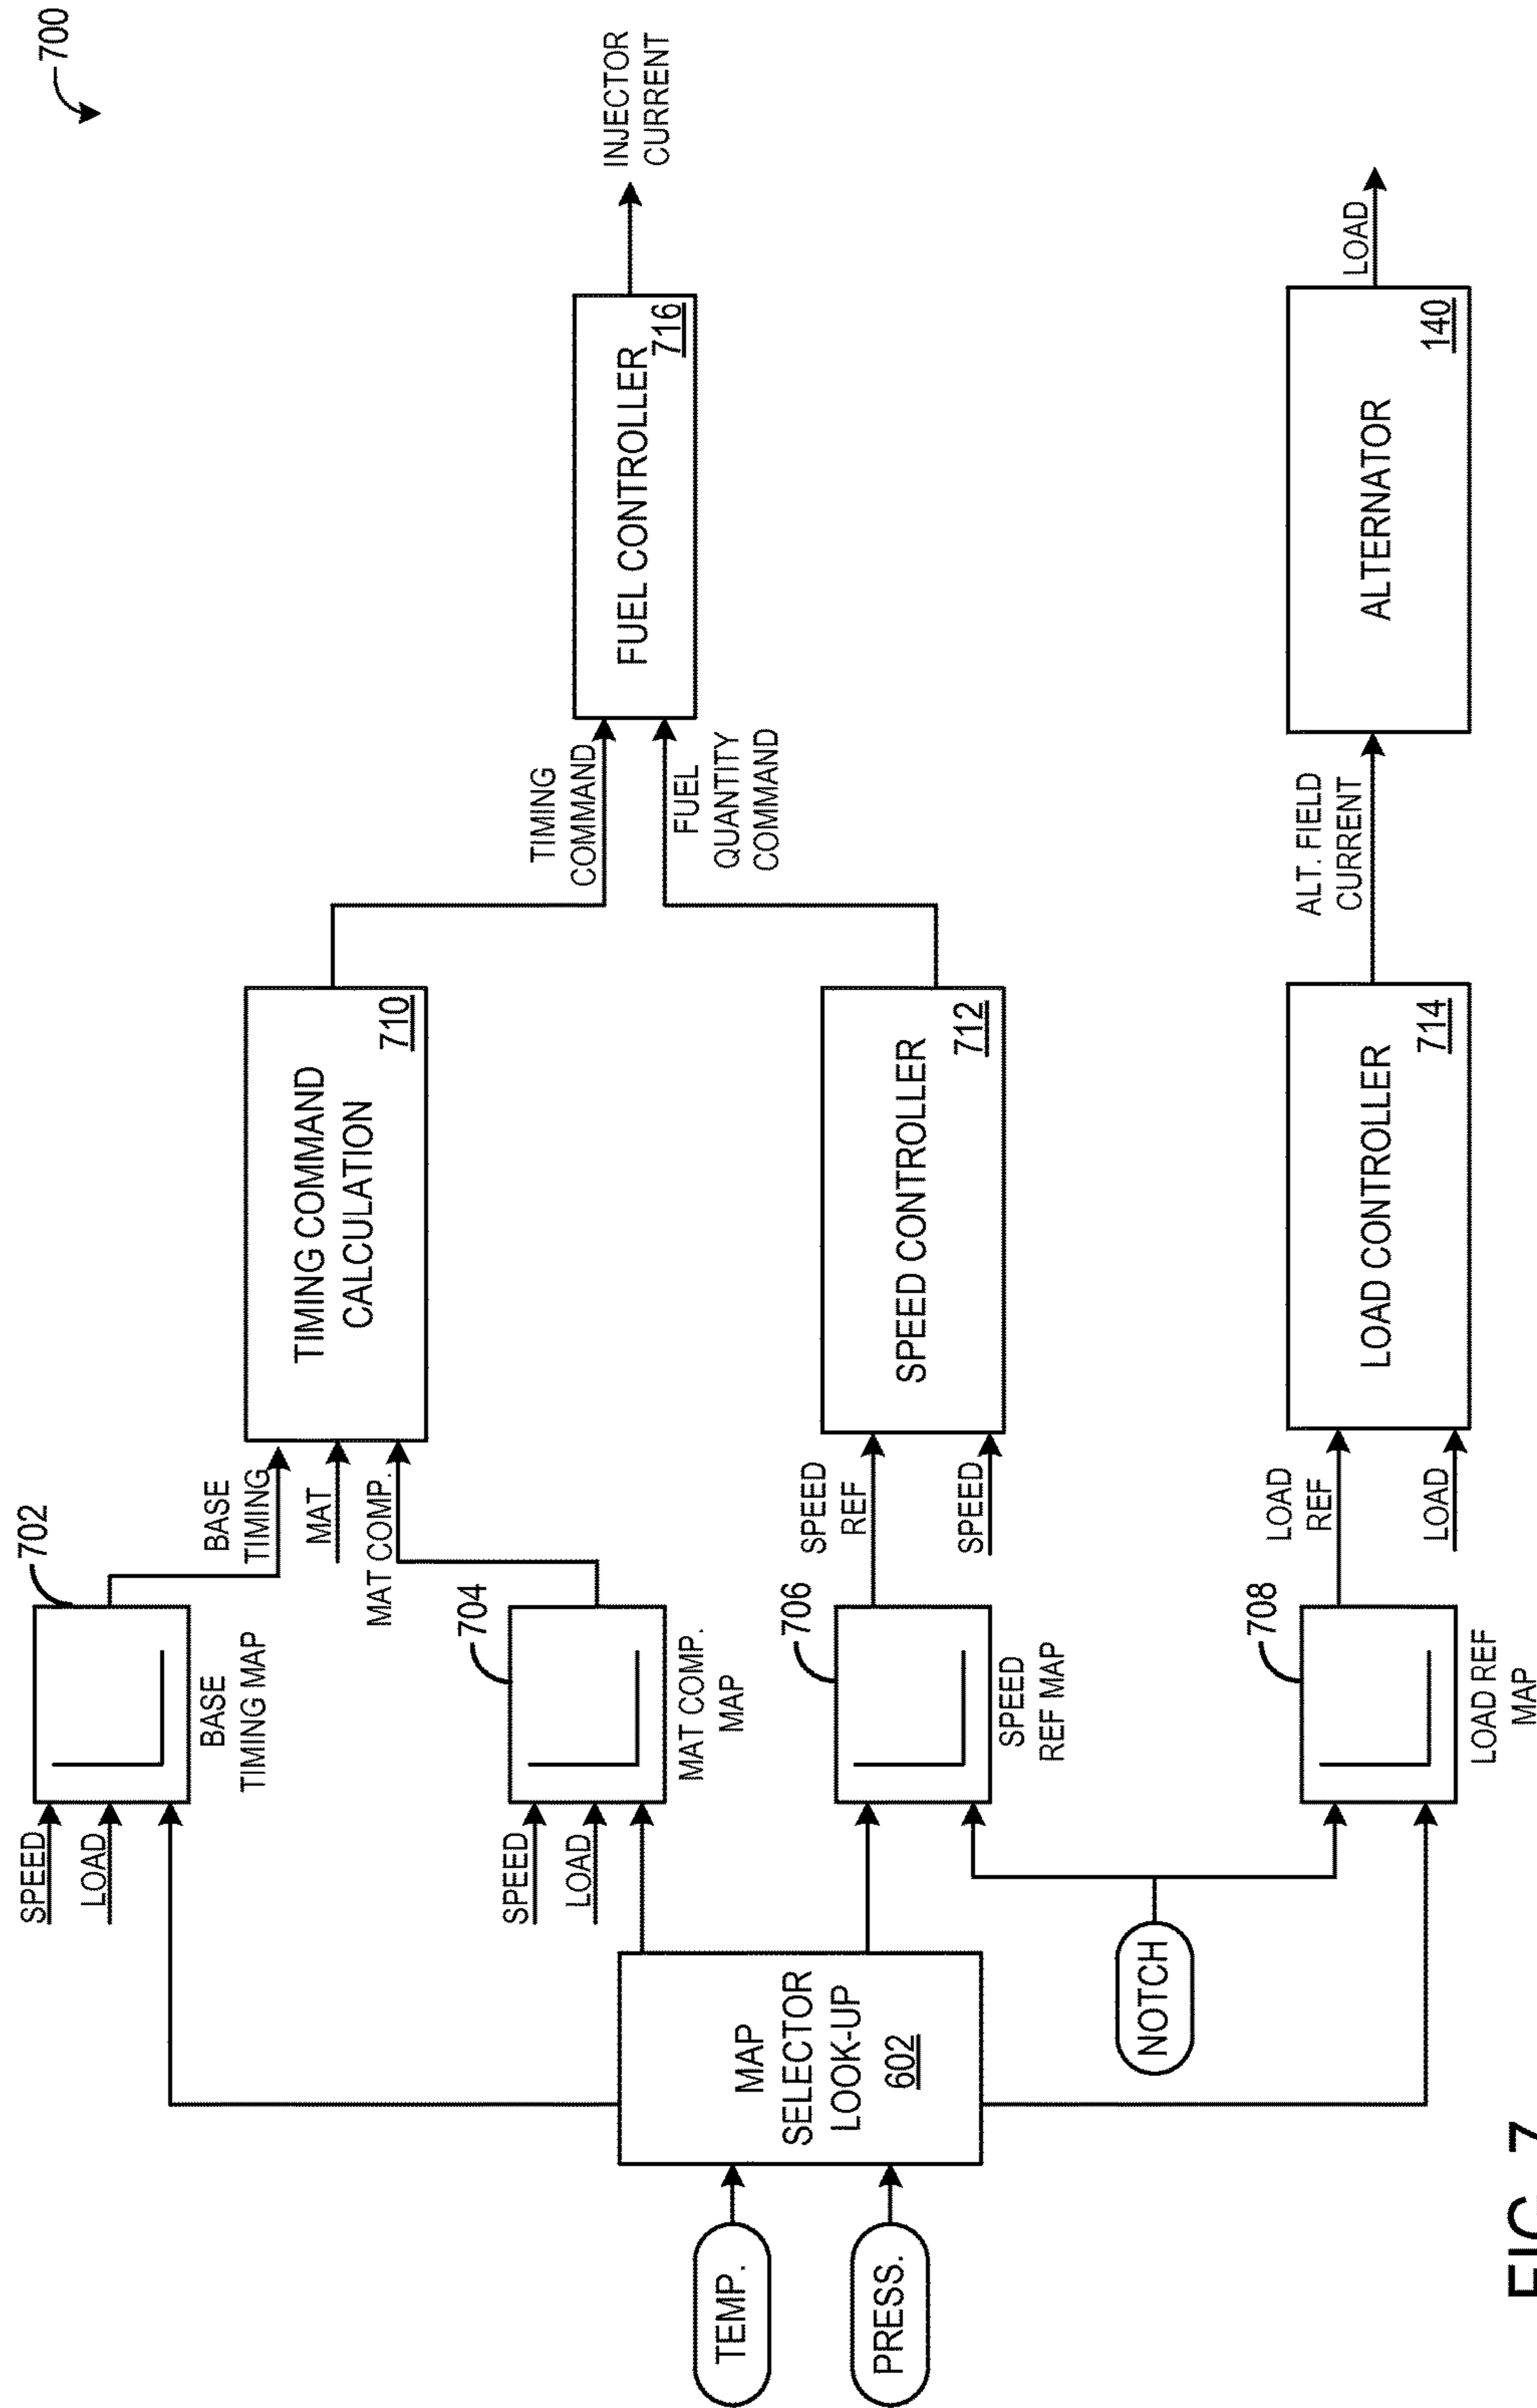 700
SPEED
LOAD
702
BASE
TIMING MAP
BASE
TIMING
MAT
MAT COMP.
TIMING COMMAND
CALCULATION
710
TIMING
COMMAND
FUEL CONTROLLER
716
INJECTOR
CURRENT
SPEED
LOAD
704
MAT COMP.
MAP
TEMP.
PRESS.
MAP
SELECTOR
LOOK-UP
602
706
SPEED
REF MAP
SPEED
REF
SPEED
SPEED CONTROLLER
712
FUEL
QUANTITY
COMMAND
NOTCH
708
LOAD REF
MAP
LOAD
REF
LOAD
LOAD CONTROLLER
714
ALT. FIELD
CURRENT
ALTERNATOR
140
LOAD
FIG. 7